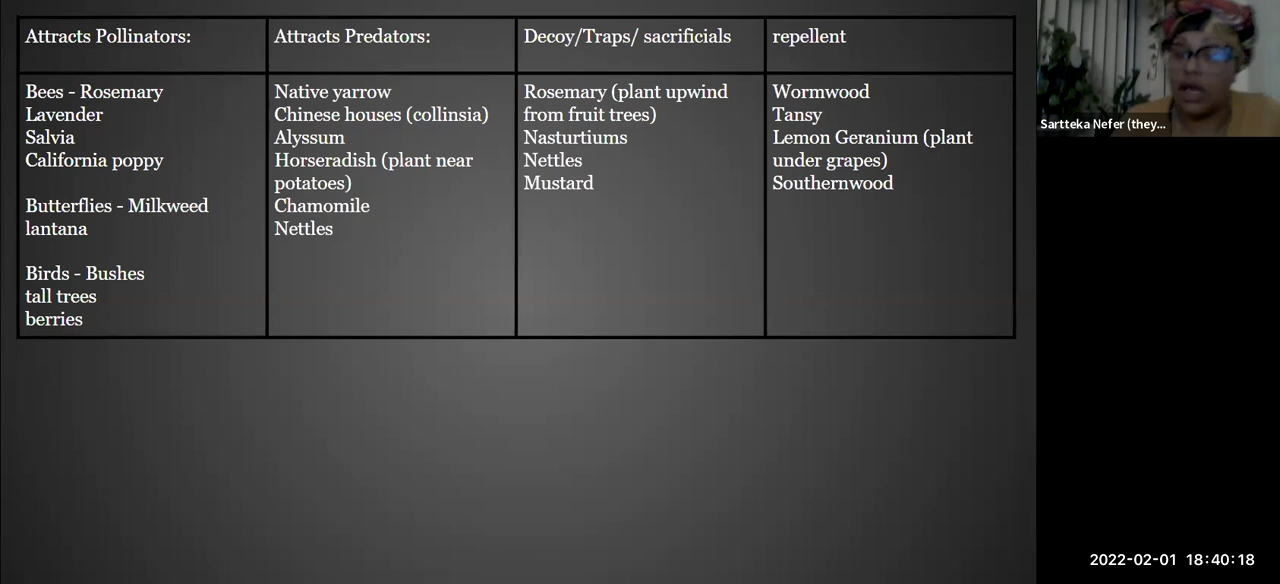 Attracts Pollinators:
Attracts Predators:
Decoy/Traps/ sacrificials
repellent
Bees - Rosemary
Lavender
Salvia
California poppy
Butterflies - Milkweed
lantana
Birds - Bushes
tall trees
berries
Native yarrow
Chinese houses (collinsia)
Alyssum
Horseradish (plant near
potatoes)
Chamomile
Nettles
Rosemary (plant upwind
from fruit trees)
Nasturtiums
Nettles
Mustard
Wormwood
Tansy
Lemon Geranium (plant
under grapes)
Southernwood
Sartteka Nefer (they...
2022-02-01 18:40:18